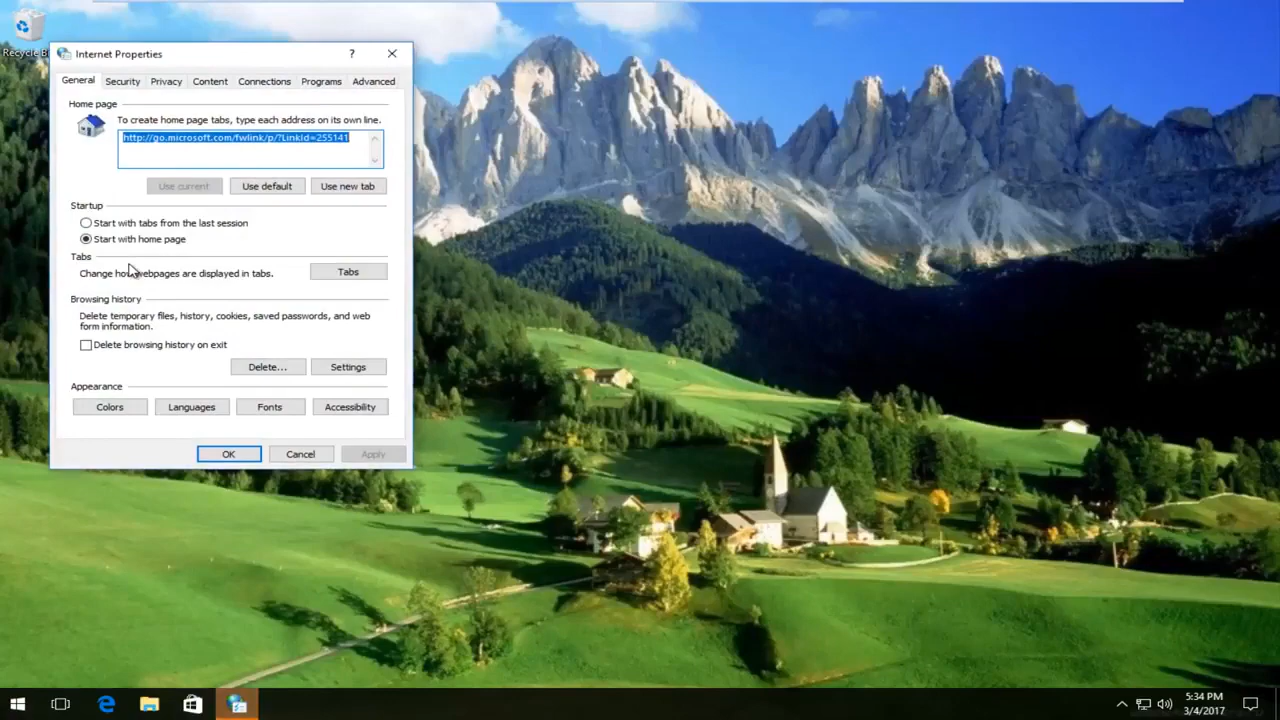 Recycle B
Internet Properties
?
General Security Privacy Content Connections Programs Advanced
Home page
To create home page tabs, type each address on its own line.
http://go.microsoft.com/fwlink/p/?LinkId=255141
Use current Use default Use new tab
Startup
Start with tabs from the last session
Start with home page
Tabs
Change how webpages are displayed in tabs.
Tabs
Browsing history
Delete temporary files, history, cookies, saved passwords, and web
form information.
Delete browsing history on exit
Delete... Settings
Appearance
Colors Languages Fonts Accessibility
OK Cancel Apply
5:34 PM
3/4/2017